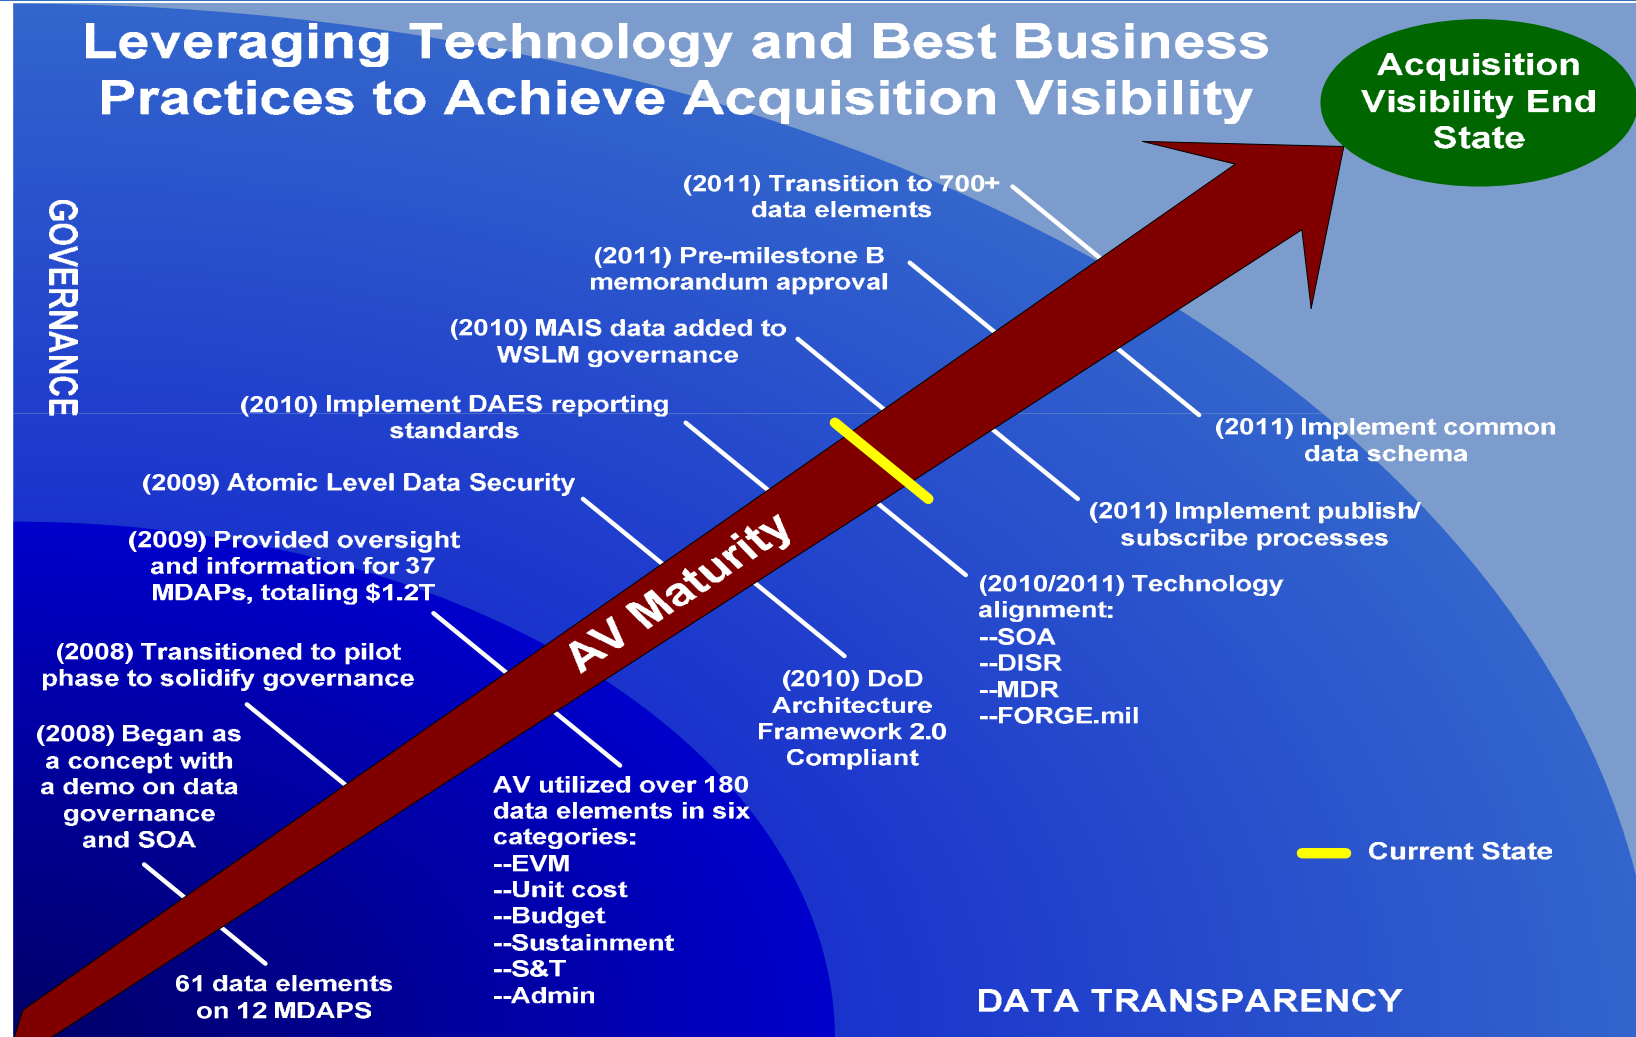 Leveraging Technology and Best Business
Practices to Achieve Acquisition Visibility
Acquisition
Visibility End
State
GOVERNANCE
(2011) Transition to 700+
data elements
(2011) Pre-milestone B
memorandum approval
(2010) MAIS data added to
WSLM governance
(2010) Implement DAES reporting
standards
(2009) Atomic Level Data Security
(2009) Provided oversight
and information for 37
MDAPs, totaling $1.2T
(2008) Transitioned to pilot
phase to solidify governance
(2008) Began as
a concept with
a demo on data
governance
and SOA
AV Maturity
61 data elements
on 12 MDAPS
AV utilized over 180
data elements in six
categories:
--EVM
--Unit cost
--Budget
--Sustainment
--S&T
--Admin
(2010) DoD
Architecture
Framework 2.0
Compliant
(2010/2011) Technology
alignment:
--SOA
--DISR
--MDR
--FORGE.mil
(2011) Implement publish/
subscribe processes
(2011) Implement common
data schema
Current State
DATA TRANSPARENCY